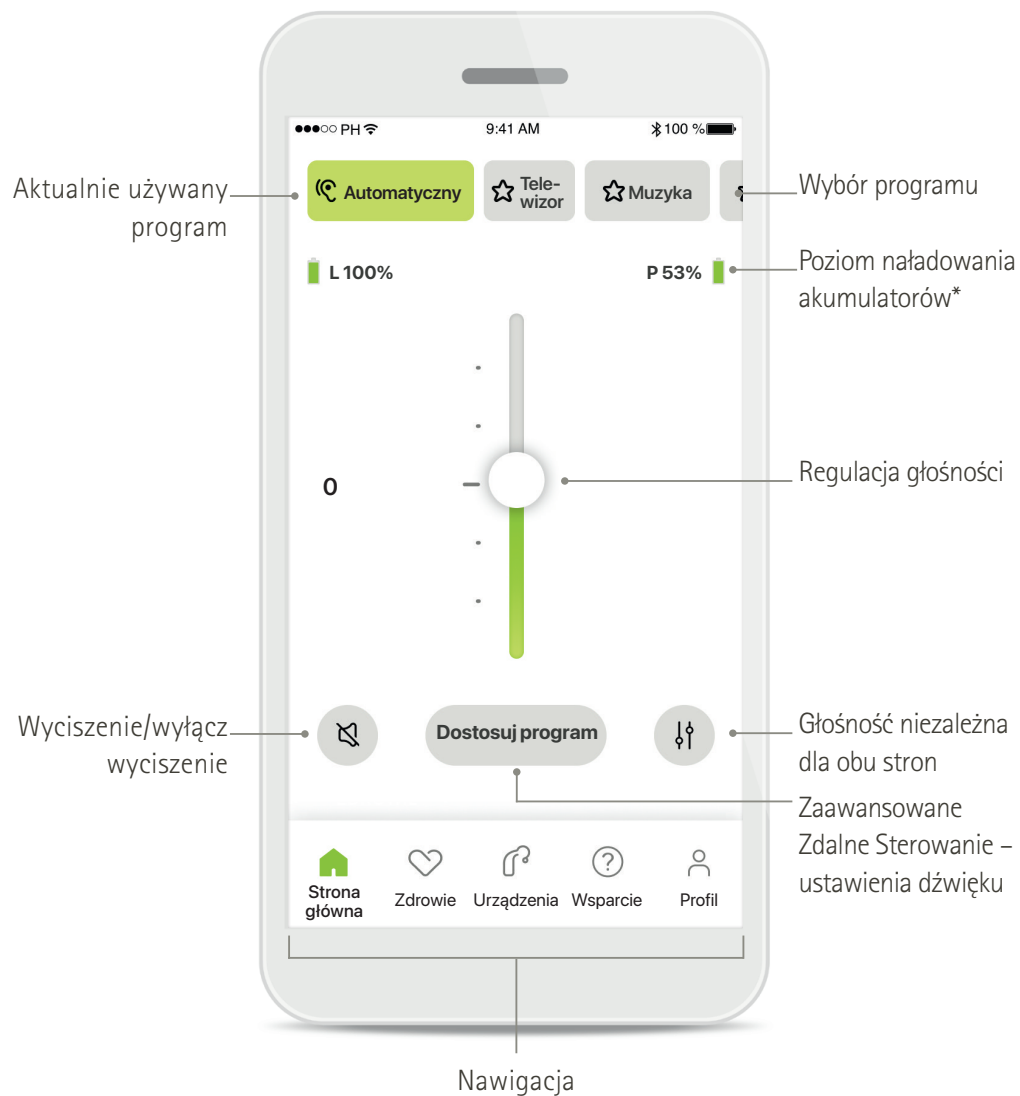 PH
9:41 AM
100 %
Automatyczny
Tele-
wizor
Muzyka
Aktualnie używany
program
Wybór programu
L 100%
P 53%
Poziom naładowania
akumulatorów*
0
Regulacja głośności
Wyciszenie/wyłącz
wyciszenie
Dostosuj program
Głośność niezależna
dla obu stron
Zaawansowane
Zdalne Sterowanie –
ustawienia dźwięku
Strona
główna
Zdrowie
Urządzenia
Wsparcie
Profil
Nawigacja